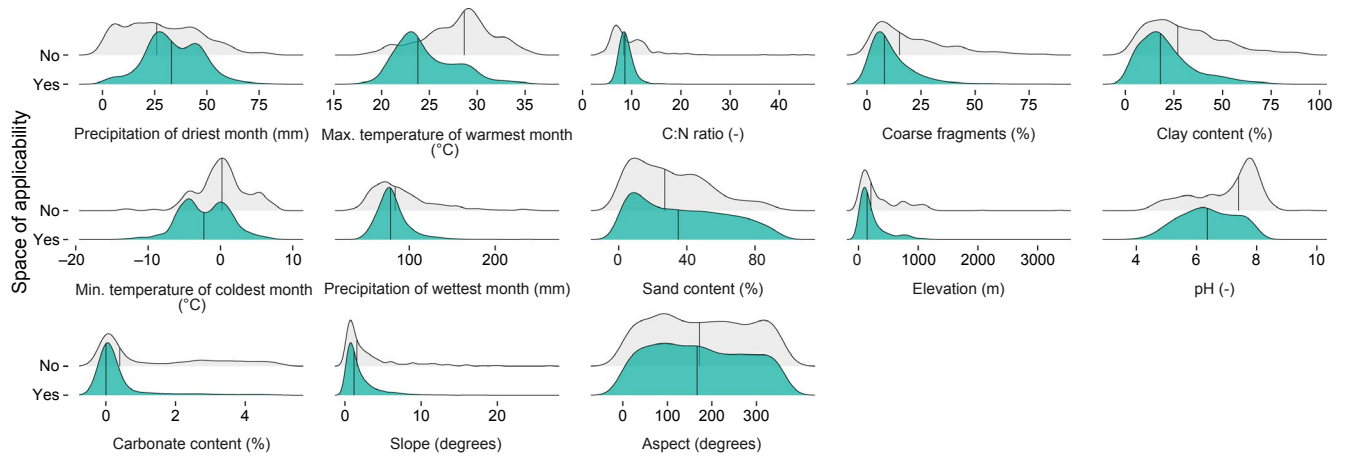 Space of applicability
No
Yes
0 25 50 75
Precipitation of driest month (mm)
15 20 25 30 35
Max. temperature of warmest month
(°C)
0 10 20 30 40
C:N ratio (-)
0 25 50 75
Coarse fragments (%)
0 25 50 75 100
Clay content (%)
No
Yes
–20 –10 0 10
Min. temperature of coldest month
(°C)
100 200
Precipitation of wettest month (mm)
0 40 80
Sand content (%)
0 1000 2000 3000
Elevation (m)
4 6 8 10
pH (-)
No
Yes
0 2 4
Carbonate content (%)
0 10 20
Slope (degrees)
0 100 200 300
Aspect (degrees)